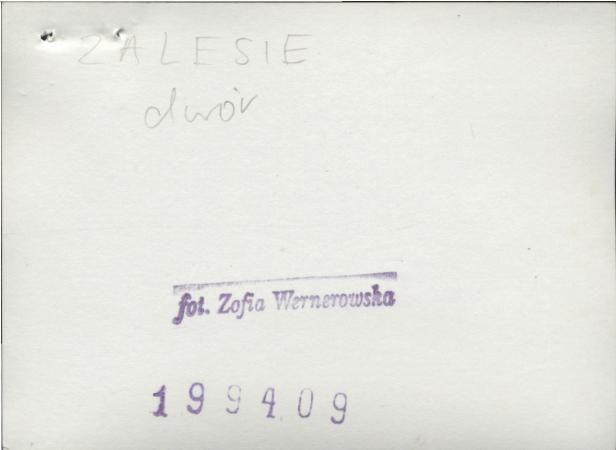 ZALESIE
dwór
fot. Zofia Wernerowska
199409